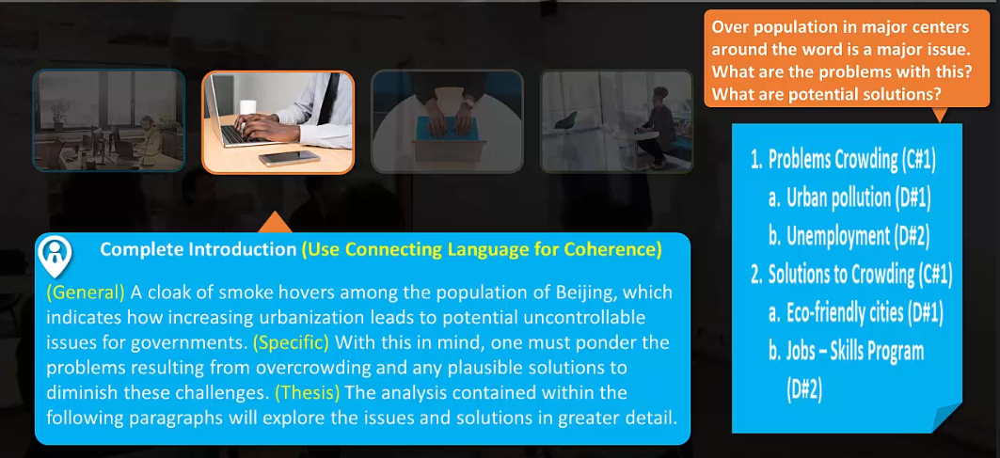 Over population in major centers
around the word is a major issue.
What are the problems with this?
What are potential solutions?
1. Problems Crowding (C#1)
a. Urban pollution (D#1)
b. Unemployment (D#2)
2. Solutions to Crowding (C#1)
a. Eco-friendly cities (D#1)
b. Jobs – Skills Program
(D#2)
Complete Introduction (Use Connecting Language for Coherence)
(General) A cloak of smoke hovers among the population of Beijing, which
indicates how increasing urbanization leads to potential uncontrollable
issues for governments. (Specific) With this in mind, one must ponder the
problems resulting from overcrowding and any plausible solutions to
diminish these challenges. (Thesis) The analysis contained within the
following paragraphs will explore the issues and solutions in greater detail.